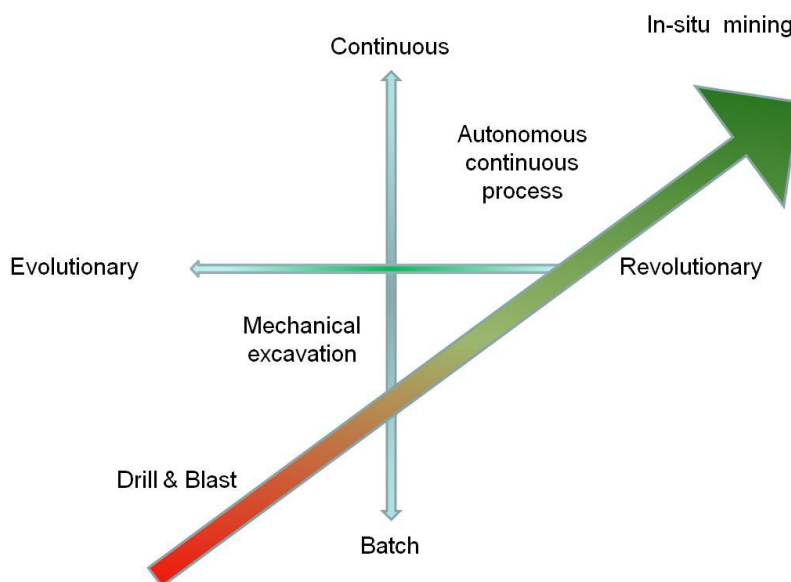 In-situ mining
Continuous
Autonomous
continuous
process
Evolutionary
Revolutionary
Mechanical
excavation
Drill & Blast
Batch